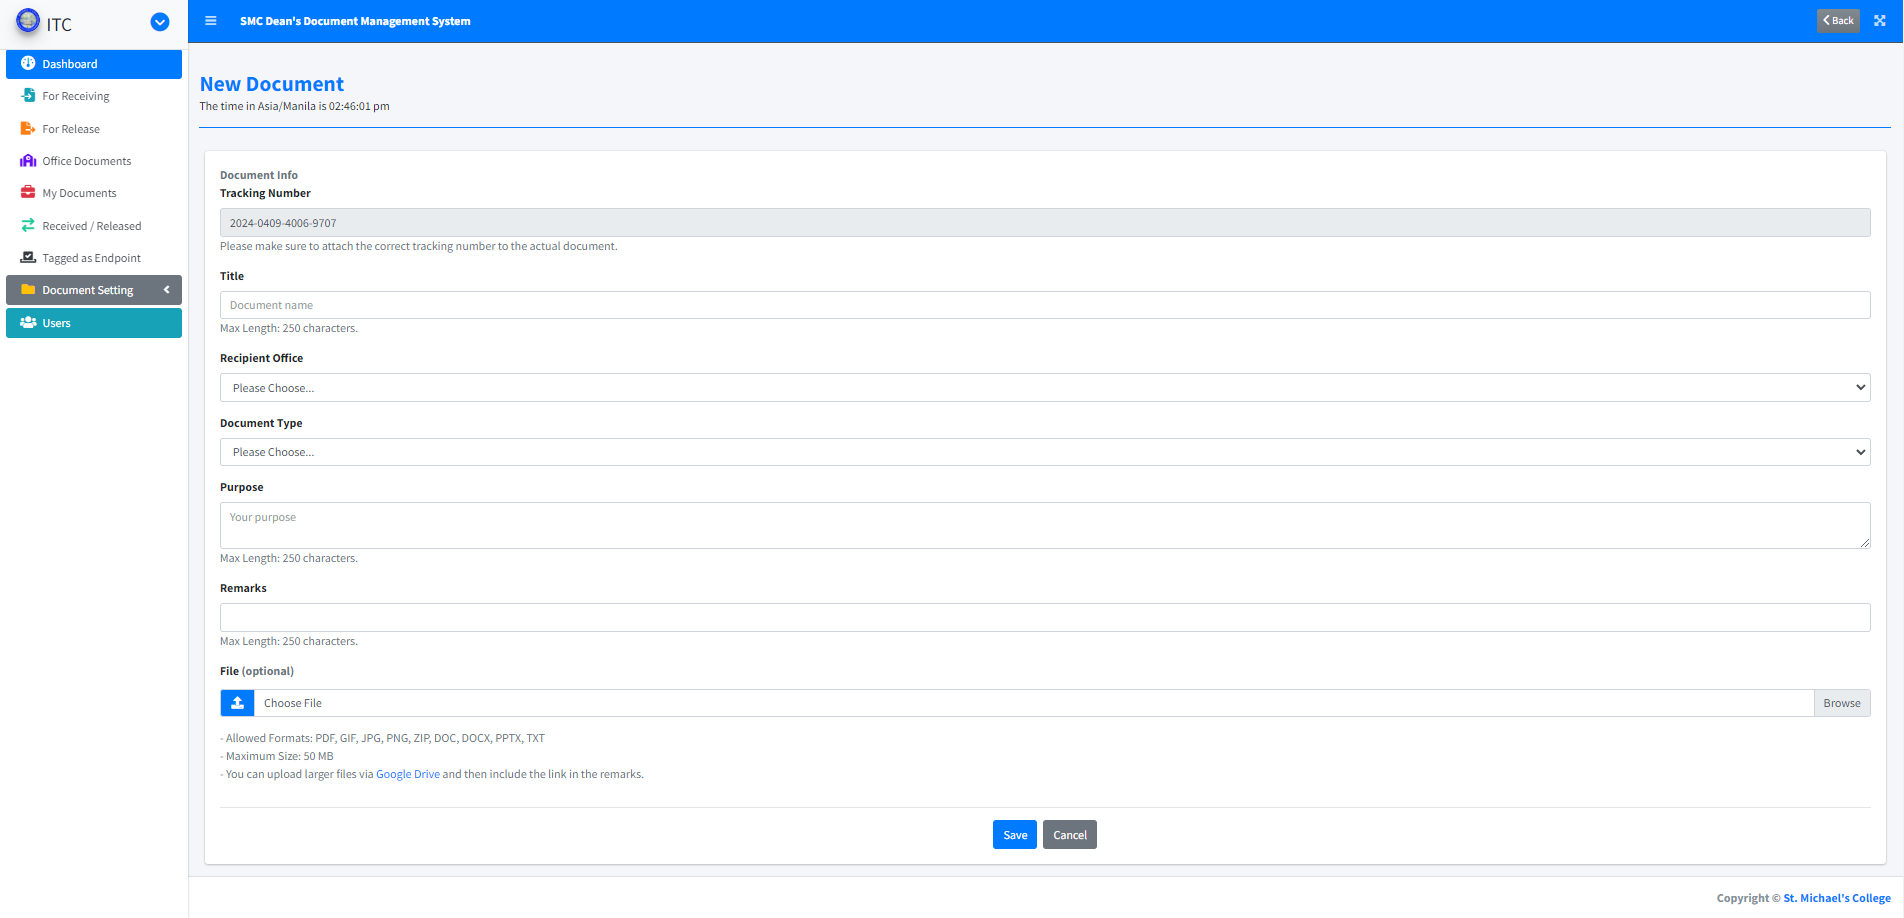 ITC
SMC Dean's Document Management System
Back
Dashboard
For Receiving
For Release
Office Documents
My Documents
Received / Released
Tagged as Endpoint
Document Setting
Users
New Document
The time in Asia/Manila is 02:46:01 pm
Document Info
Tracking Number
2024-0409-4006-9707
Please make sure to attach the correct tracking number to the actual document.
Title
Document name
Max Length: 250 characters.
Recipient Office
Please Choose...
Document Type
Please Choose...
Purpose
Your purpose
Max Length: 250 characters.
Remarks
Max Length: 250 characters.
File (optional)
Choose File
Browse
- Allowed Formats: PDF, GIF, JPG, PNG, ZIP, DOC, DOCX, PPTX, TXT
- Maximum Size: 50 MB
- You can upload larger files via Google Drive and then include the link in the remarks.
Save
Cancel
Copyright © St. Michael's College